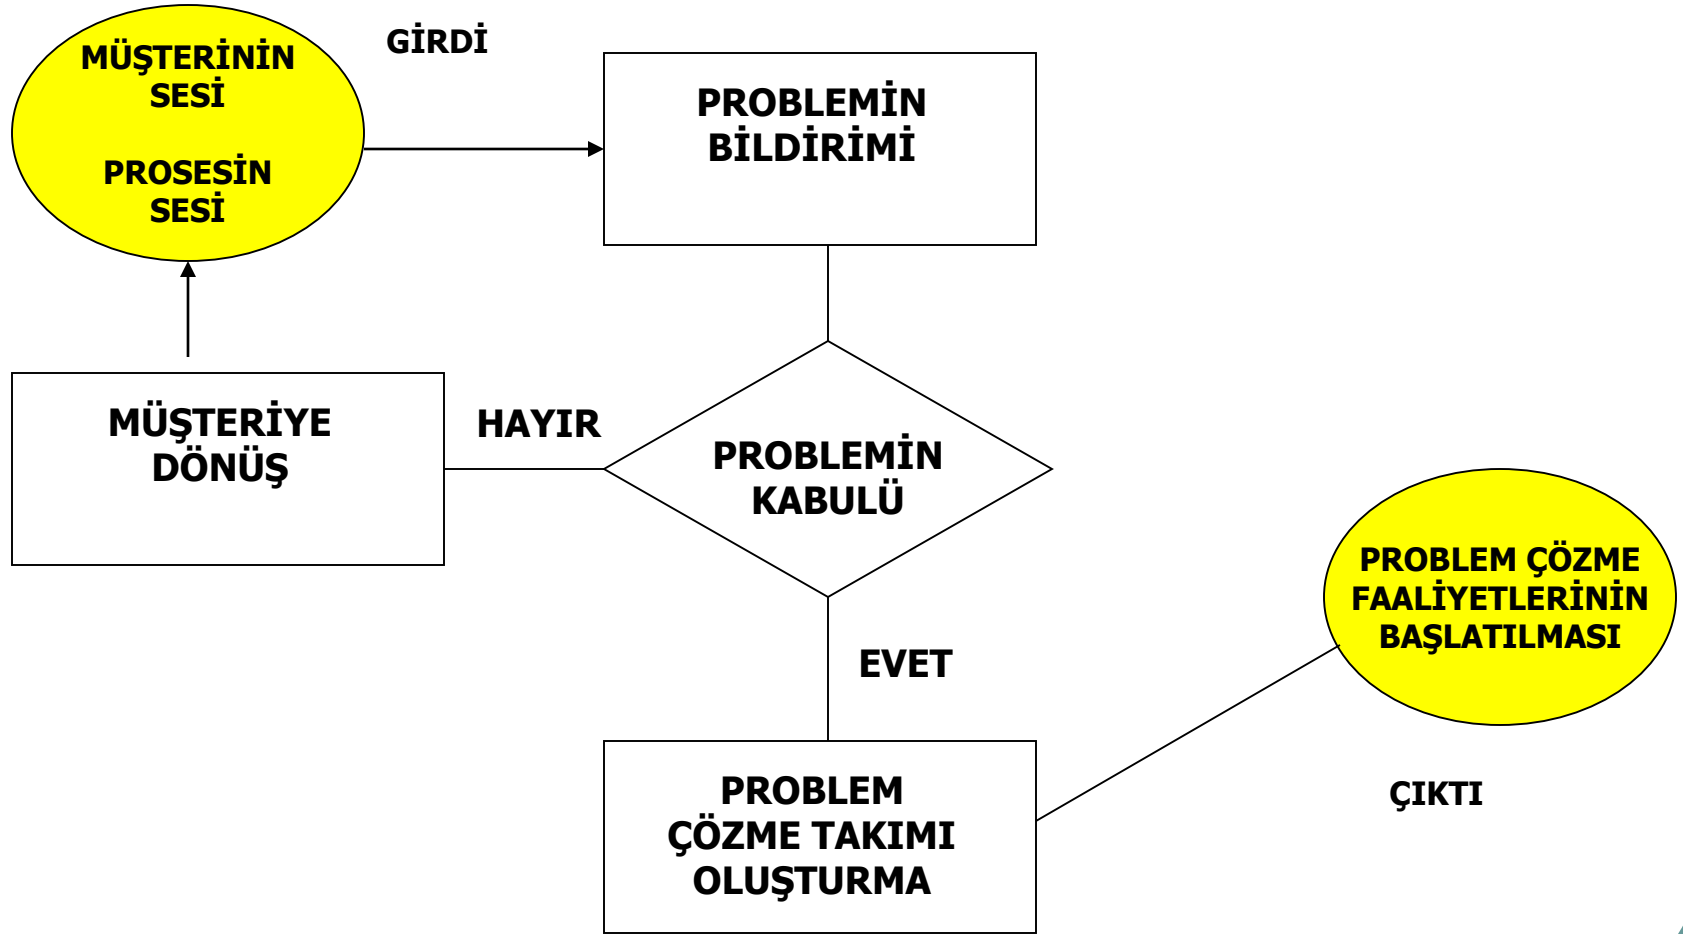 MÜŞTERİNİN
SESİ
PROSESİN
SESİ
GİRDİ
PROBLEMİN
BİLDİRİMİ
MÜŞTERİYE
DÖNÜŞ
HAYIR
PROBLEMİN
KABULÜ
EVET
PROBLEM
ÇÖZME TAKIMI
OLUŞTURMA
PROBLEM ÇÖZME
FAALİYETLERİNİN
BAŞLATILMASI
ÇIKTI